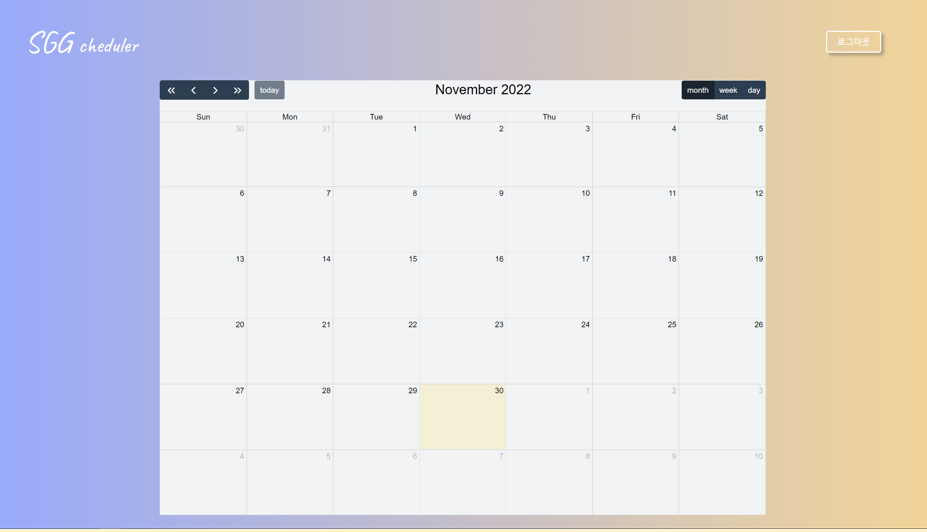 SGG cheduler
로그아웃
today
November 2022
month week day
Sun Mon Tue Wed Thu Fri Sat
30 31 1 2 3 4 5
6 7 8 9 10 11 12
13 14 15 16 17 18 19
20 21 22 23 24 25 26
27 28 29 30 1 2 3
4 5 6 7 8 9 10